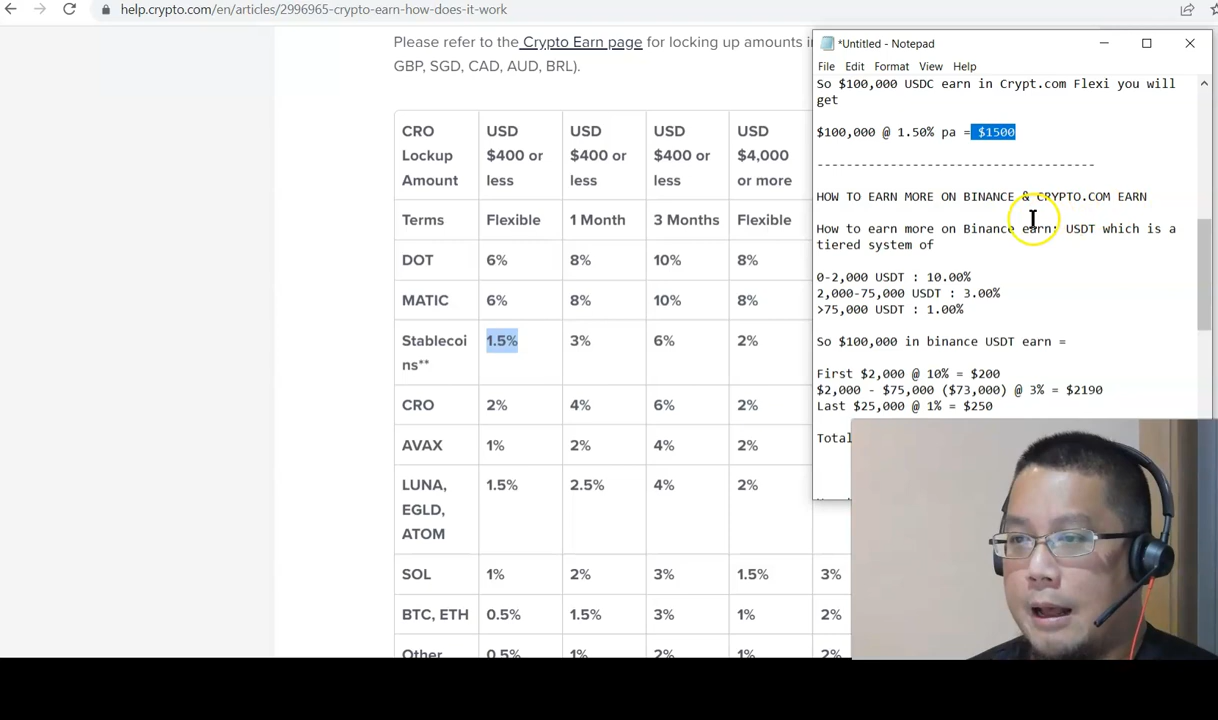 help.crypto.com/en/articles/2996965-crypto-earn-how-does-it-work
Please refer to the Crypto Earn page for locking up amounts in
GBP, SGD, CAD, AUD, BRL).
CRO Lockup Amount USD $400 or less USD $400 or less USD $400 or less USD $4,000 or more
Terms Flexible 1 Month 3 Months Flexible
DOT 6% 8% 10% 8%
MATIC 6% 8% 10% 8%
Stablecoins** 1.5% 3% 6% 2%
CRO 2% 4% 6% 2%
AVAX 1% 2% 4% 2%
LUNA, EGLD, ATOM 1.5% 2.5% 4% 2%
SOL 1% 2% 3% 1.5% 3%
BTC, ETH 0.5% 1.5% 3% 1% 2%
Other 0.5% 1% 2% 1% 2%
*Untitled - Notepad
File Edit Format View Help
So $100,000 USDC earn in Crypt.com Flexi you will
get
$100,000 @ 1.50% pa = $1500
--------------------------------------
HOW TO EARN MORE ON BINANCE & CRYPTO.COM EARN
How to earn more on Binance earn: USDT which is a
tiered system of
0-2,000 USDT : 10.00%
2,000-75,000 USDT : 3.00%
>75,000 USDT : 1.00%
So $100,000 in binance USDT earn =
First $2,000 @ 10% = $200
$2,000 - $75,000 ($73,000) @ 3% = $2190
Last $25,000 @ 1% = $250
Total